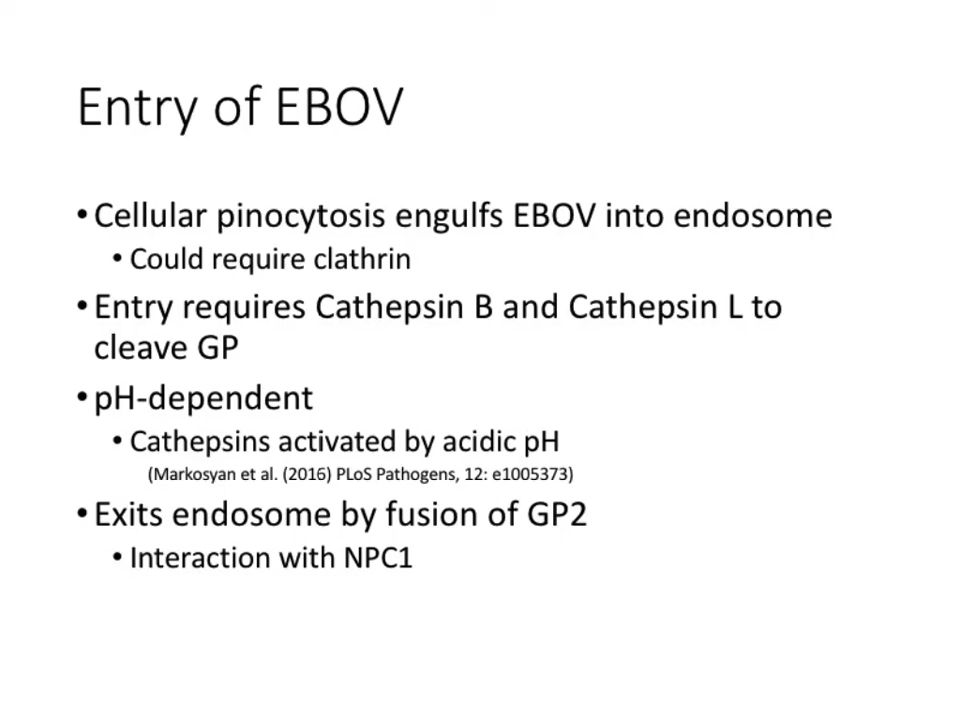 Entry of EBOV
• Cellular pinocytosis engulfs EBOV into endosome
• Could require clathrin
• Entry requires Cathepsin B and Cathepsin L to
cleave GP
• pH-dependent
• Cathepsins activated by acidic pH
(Markosyan et al. (2016) PLoS Pathogens, 12: e1005373)
• Exits endosome by fusion of GP2
• Interaction with NPC1